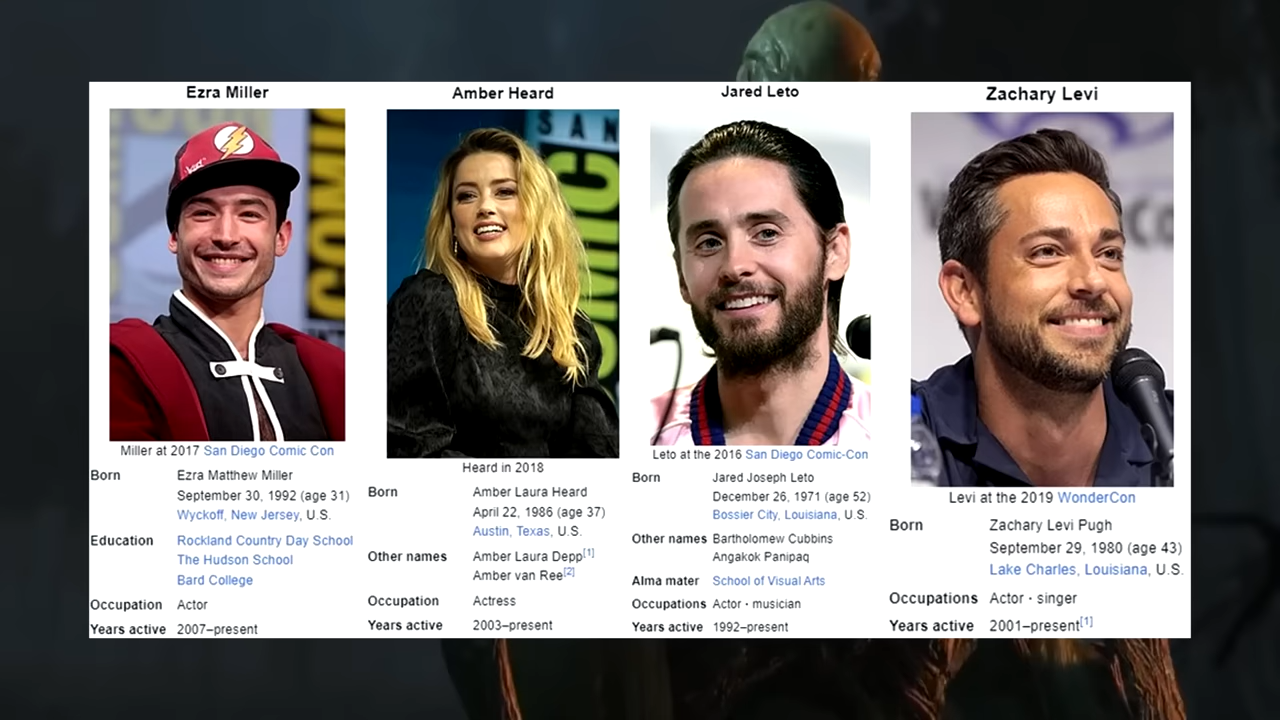 Ezra Miller
Miller at 2017 San Diego Comic Con
Born Ezra Matthew Miller
September 30, 1992 (age 31)
Wyckoff, New Jersey, U.S.
Education Rockland Country Day School
The Hudson School
Bard College
Occupation Actor
Years active 2007–present
Amber Heard
SAN
COMIC
Heard in 2018
Born Amber Laura Heard
April 22, 1986 (age 37)
Austin, Texas, U.S.
Other names Amber Laura Depp[1]
Amber van Ree[2]
Occupation Actress
Years active 2003–present
Jared Leto
Leto at the 2016 San Diego Comic-Con
Born Jared Joseph Leto
December 26, 1971 (age 52)
Bossier City, Louisiana, U.S.
Other names Bartholomew Cubbins
Angakok Panipaq
Alma mater School of Visual Arts
Occupations Actor · musician
Years active 1992–present
Zachary Levi
Levi at the 2019 WonderCon
Born Zachary Levi Pugh
September 29, 1980 (age 43)
Lake Charles, Louisiana, U.S.
Occupations Actor · singer
Years active 2001–present[1]